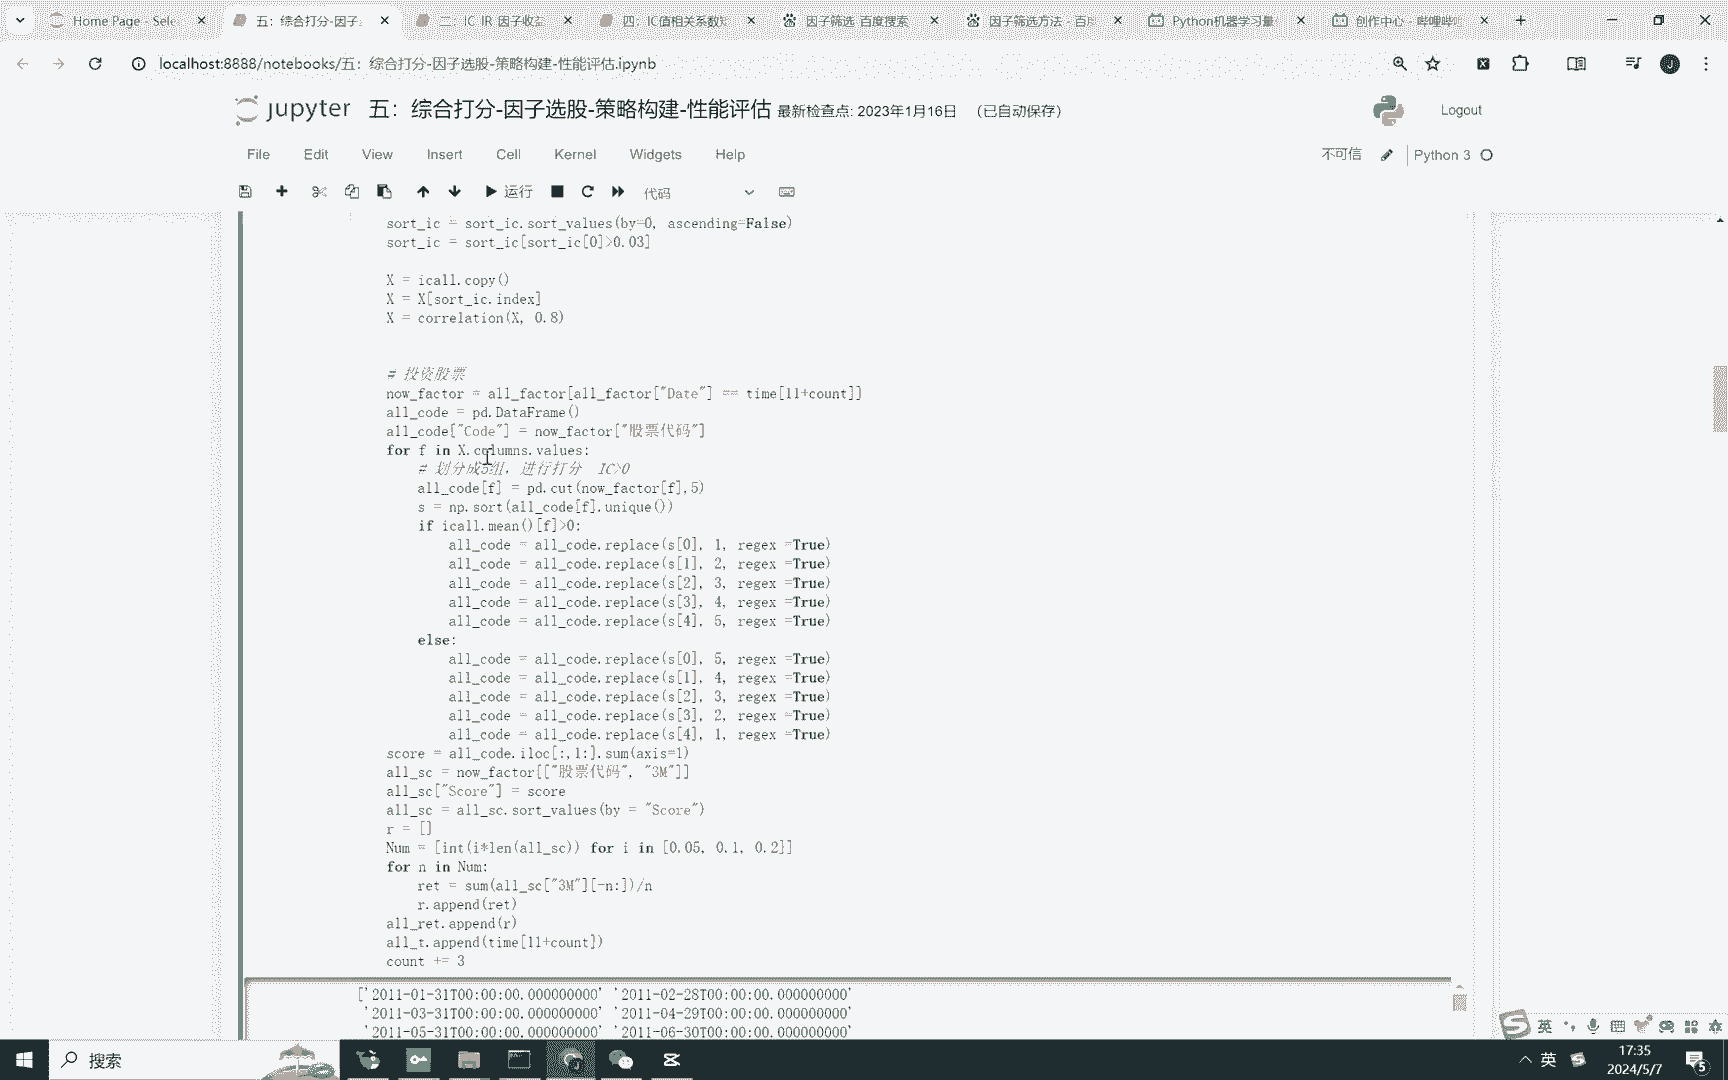 Home Page - Sele
五：综合打分-因子
二：IC_IR_因子收益
四：IC值相关系数矩
因子筛选_百度搜索
因子筛选方法 - 百度
Python机器学习量
创作中心 - 哔哩哔哩
localhost:8888/notebooks/五：综合打分-因子选股-策略构建-性能评估.ipynb
jupyter 五：综合打分-因子选股-策略构建-性能评估 最新检查点: 2023年1月16日 （已自动保存）
Logout
File Edit View Insert Cell Kernel Widgets Help
不可信 Python 3
运行 代码
sort_ic = sort_ic.sort_values(by=0, ascending=False)
sort_ic = sort_ic[sort_ic[0]>0.03]
X = icall.copy()
X = X[sort_ic.index]
X = correlation(X, 0.8)
# 投资股票
now_factor = all_factor[all_factor["Date"] == time[11+count]]
all_code = pd.DataFrame()
all_code["Code"] = now_factor["股票代码"]
for f in X.columns.values:
# 划分成5组，进行打分 IC>0
all_code[f] = pd.cut(now_factor[f],5)
s = np.sort(all_code[f].unique())
if icall.mean()[f]>0:
all_code = all_code.replace(s[0], 1, regex =True)
all_code = all_code.replace(s[1], 2, regex =True)
all_code = all_code.replace(s[2], 3, regex =True)
all_code = all_code.replace(s[3], 4, regex =True)
all_code = all_code.replace(s[4], 5, regex =True)
else:
all_code = all_code.replace(s[0], 5, regex =True)
all_code = all_code.replace(s[1], 4, regex =True)
all_code = all_code.replace(s[2], 3, regex =True)
all_code = all_code.replace(s[3], 2, regex =True)
all_code = all_code.replace(s[4], 1, regex =True)
score = all_code.iloc[:,1:].sum(axis=1)
all_sc = now_factor[["股票代码", "3M"]]
all_sc["Score"] = score
all_sc = all_sc.sort_values(by = "Score")
r = []
Num = [int(i*len(all_sc)) for i in [0.05, 0.1, 0.2]]
for n in Num:
ret = sum(all_sc["3M"][-n:])/n
r.append(ret)
all_ret.append(r)
all_t.append(time[11+count])
count += 3
['2011-01-31T00:00:00.000000000' '2011-02-28T00:00:00.000000000'
'2011-03-31T00:00:00.000000000' '2011-04-29T00:00:00.000000000'
'2011-05-31T00:00:00.000000000' '2011-06-30T00:00:00.000000000'
英
搜索
英
17:35
2024/5/7
5